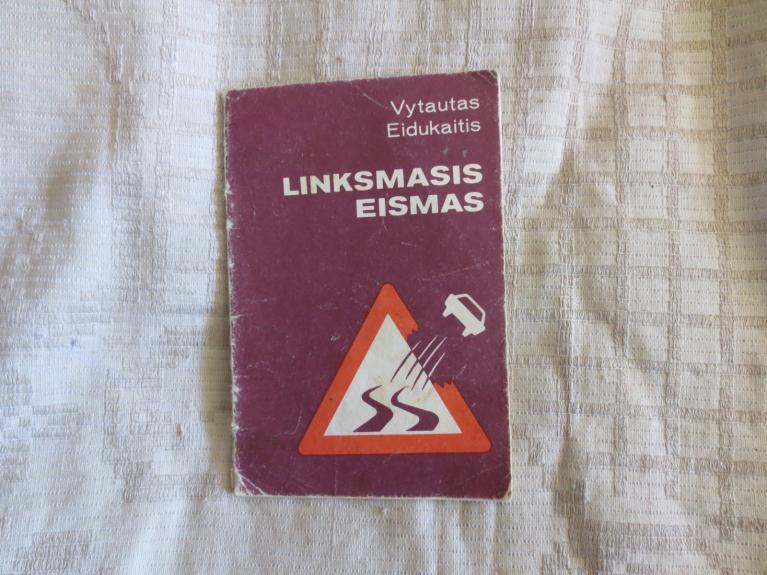 Vytautas
Eidukaitis
LINKSMASIS
EISMAS